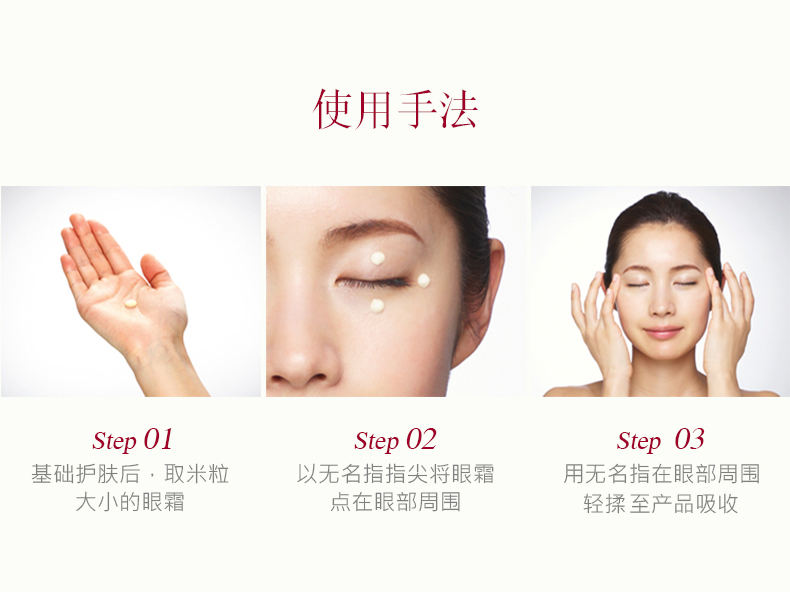 使用手法
Step 01
基础护肤后，取米粒
大小的眼霜
Step 02
以无名指指尖将眼霜
点在眼部周围
Step 03
用无名指在眼部周围
轻揉至产品吸收